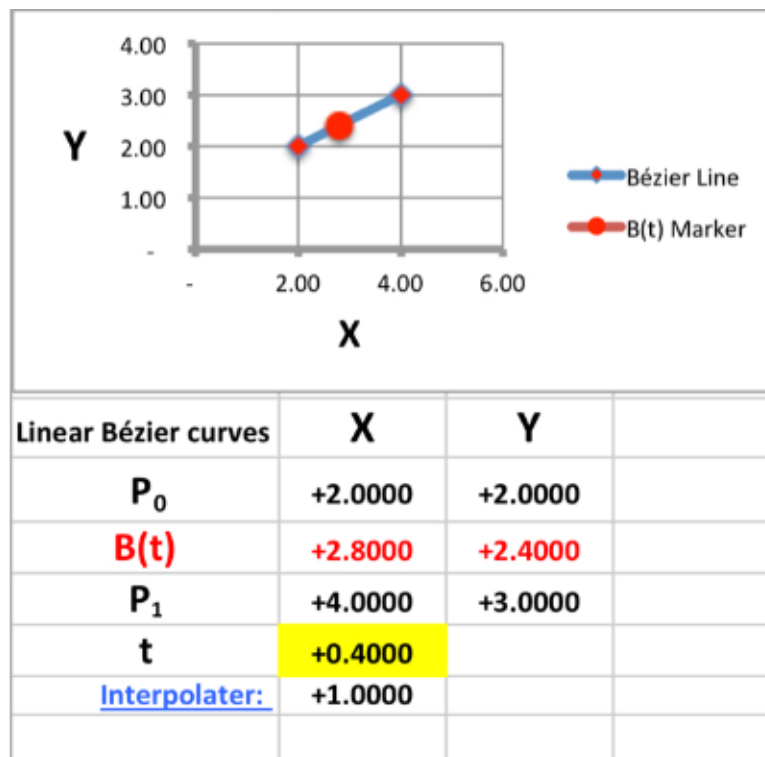 4.00
3.00
Y
2.00
1.00
-
- 2.00 4.00 6.00
X
Bézier Line
B(t) Marker
Linear Bézier curves X Y
P₀ +2.0000 +2.0000
B(t) +2.8000 +2.4000
P₁ +4.0000 +3.0000
t +0.4000
Interpolater: +1.0000